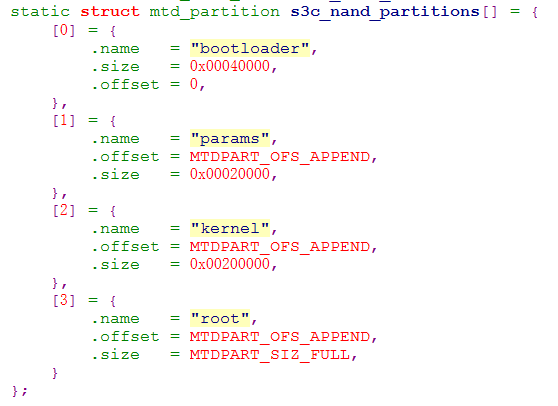 static struct mtd_partition s3c_nand_partitions[] = {
    [0] = {
        .name   = "bootloader",
        .size   = 0x00040000,
        .offset = 0,
    },
    [1] = {
        .name   = "params",
        .offset = MTDPART_OFS_APPEND,
        .size   = 0x00020000,
    },
    [2] = {
        .name   = "kernel",
        .offset = MTDPART_OFS_APPEND,
        .size   = 0x00200000,
    },
    [3] = {
        .name   = "root",
        .offset = MTDPART_OFS_APPEND,
        .size   = MTDPART_SIZ_FULL,
    }
};